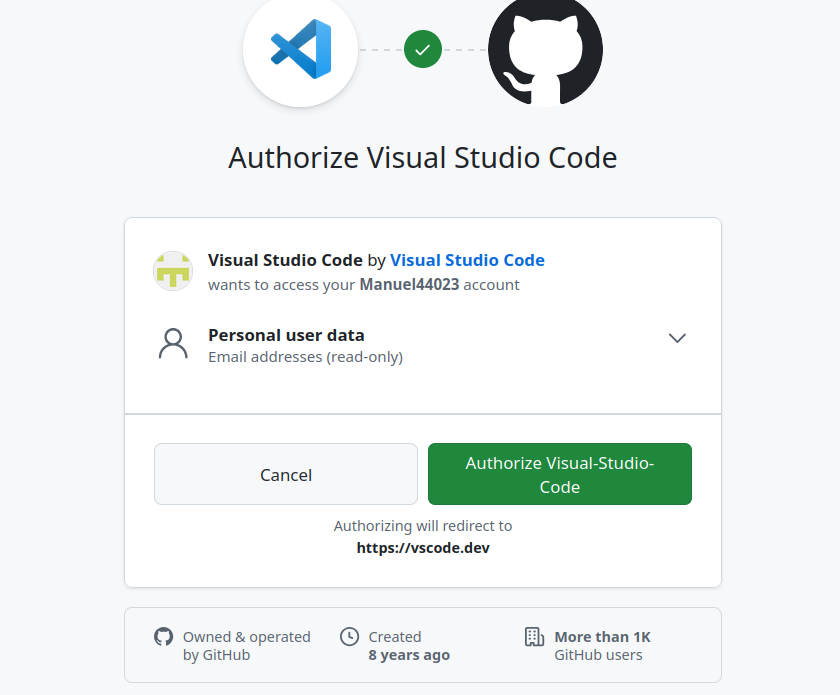 Authorize Visual Studio Code
Visual Studio Code by Visual Studio Code
wants to access your Manuel44023 account
Personal user data
Email addresses (read-only)
Cancel
Authorize Visual-Studio-
Code
Authorizing will redirect to
https://vscode.dev
Owned & operated
by GitHub
Created
8 years ago
More than 1K
GitHub users